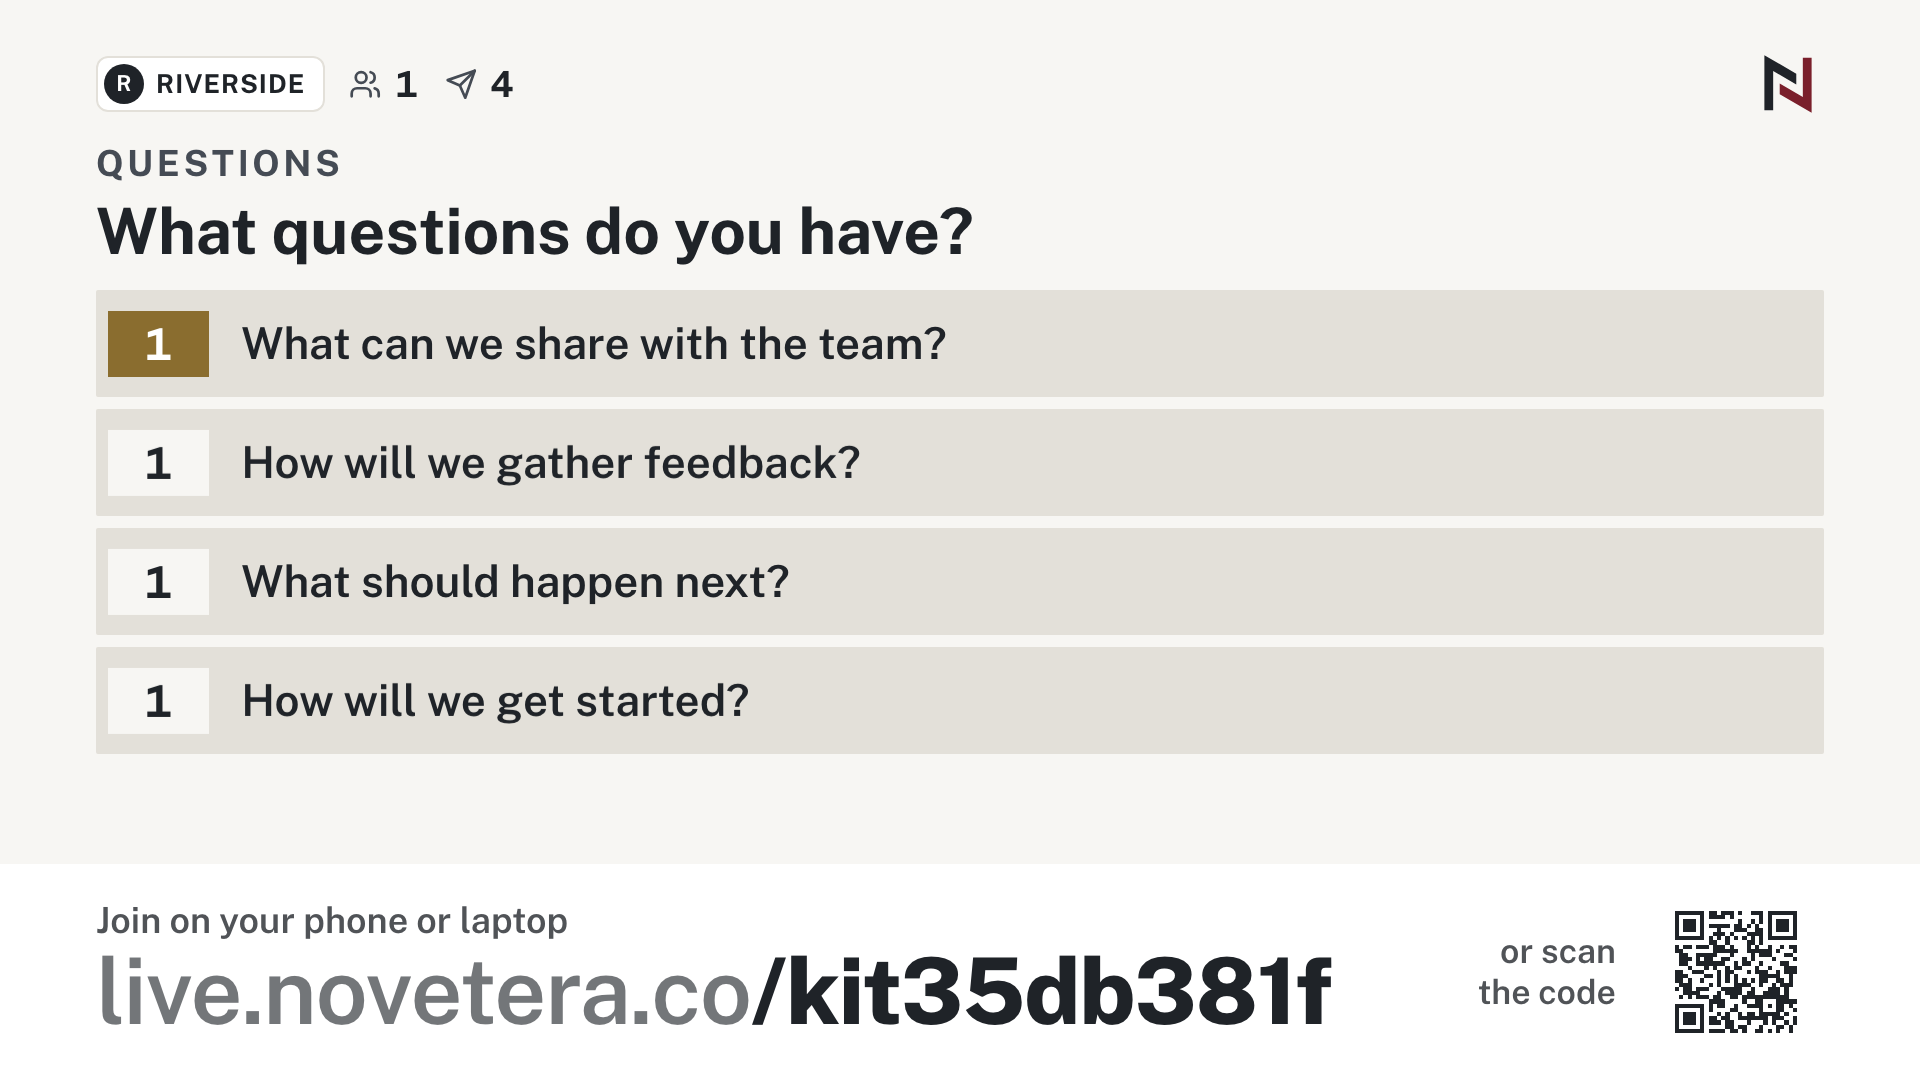 R RIVERSIDE 1 4
QUESTIONS
What questions do you have?
1 What can we share with the team?
1 How will we gather feedback?
1 What should happen next?
1 How will we get started?
Join on your phone or laptop
live.novetera.co/kit35db381f
or scan
the code